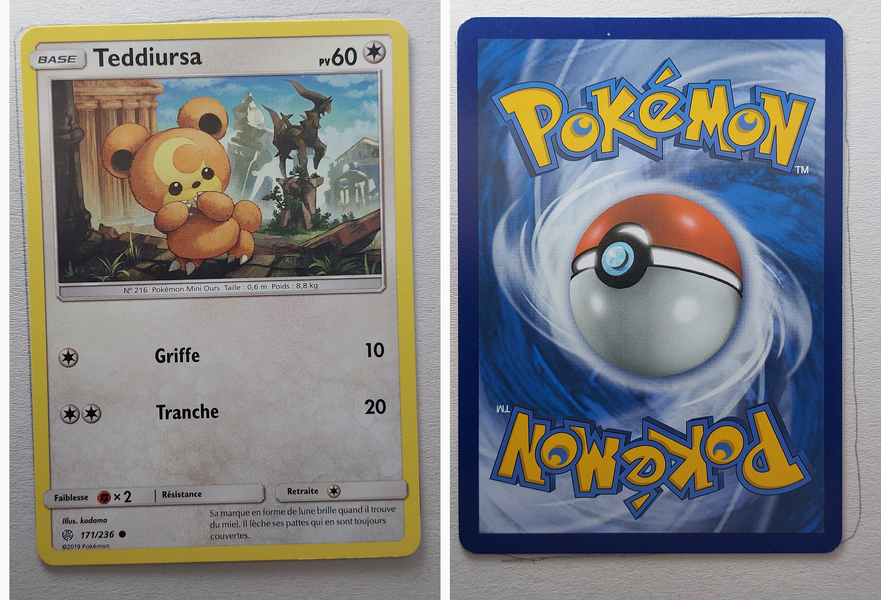 BASE Teddiursa PV60
N° 216 Pokémon Mini Ours Taille : 0,6 m Poids : 8,8 kg
Griffe 10
Tranche 20
Faiblesse ×2 Résistance Retraite
Illus. kodama
171/236
©2019 Pokémon
Sa marque en forme de lune brille quand il trouve
du miel. Il lèche ses pattes qui en sont toujours
couvertes.
POKéMON
TM
TM
POKéMON